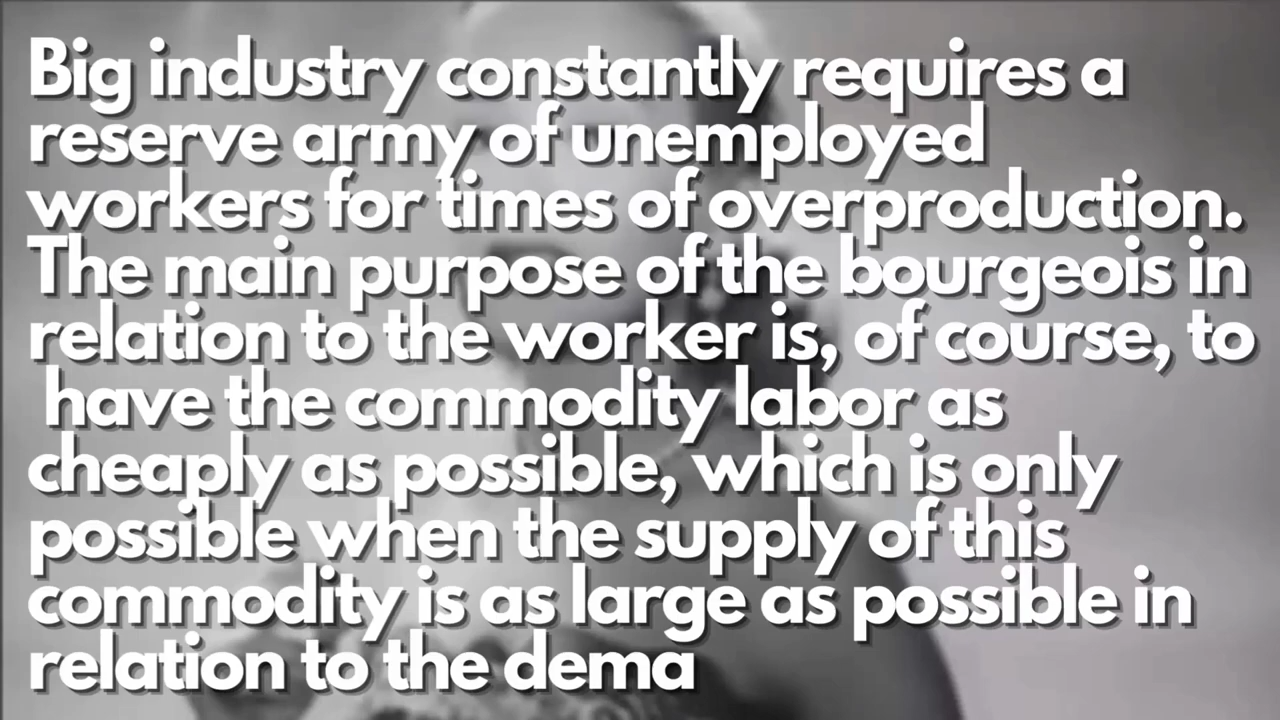 Big industry constantly requires a
reserve army of unemployed
workers for times of overproduction.
The main purpose of the bourgeois in
relation to the worker is, of course, to
have the commodity labor as
cheaply as possible, which is only
possible when the supply of this
commodity is as large as possible in
relation to the dema